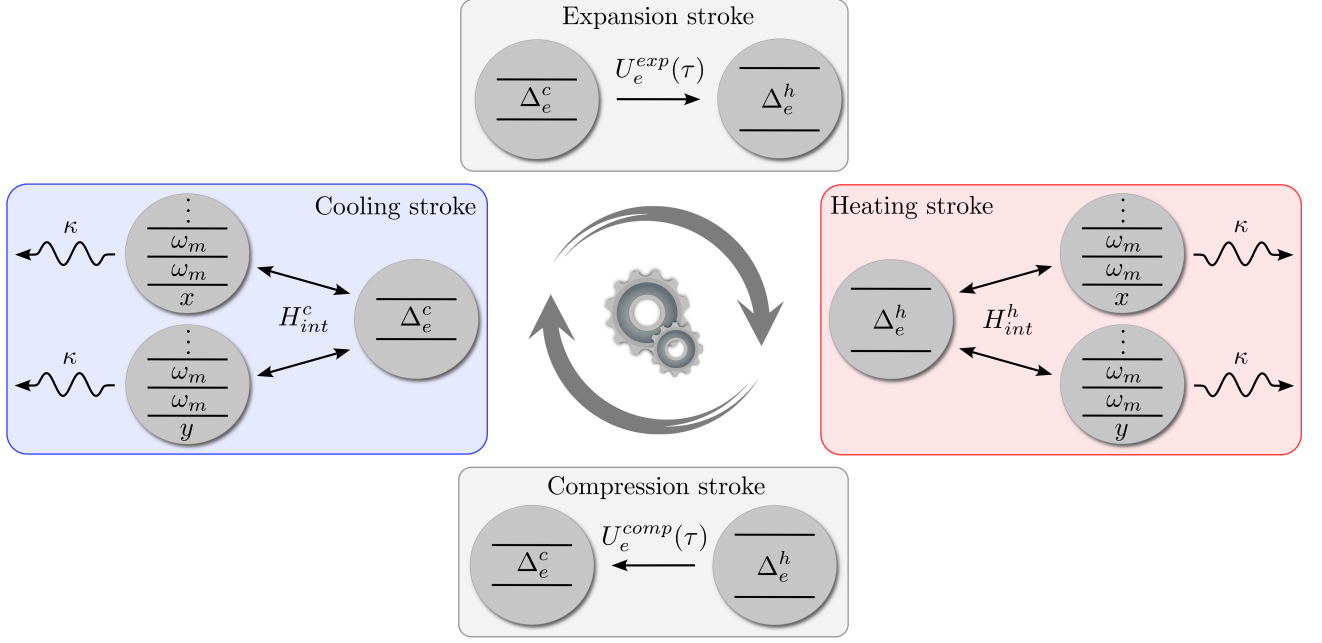 Expansion stroke
Δ_e^c
U_e^{exp}(τ)
Δ_e^h
Cooling stroke
κ
⋮
ω_m
ω_m
x
κ
⋮
ω_m
ω_m
y
H_{int}^c
Δ_e^c
Heating stroke
Δ_e^h
H_{int}^h
⋮
ω_m
ω_m
x
κ
⋮
ω_m
ω_m
y
κ
Compression stroke
Δ_e^c
U_e^{comp}(τ)
Δ_e^h